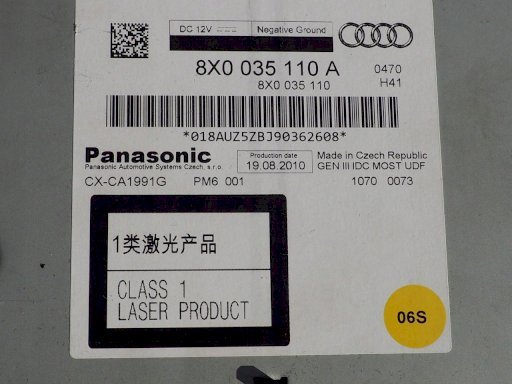 DC 12V Negative Ground
8X0 035 110 A 0470
8X0 035 110 H41
*018AUZ5ZBJ90362608*
Panasonic
Panasonic Automotive Systems Czech, s.r.o.
Production date
19.08.2010
Made in Czech Republic
GEN III IDC MOST UDF
CX-CA1991G PM6 001 1070 0073
1类激光产品
CLASS 1
LASER PRODUCT
06S